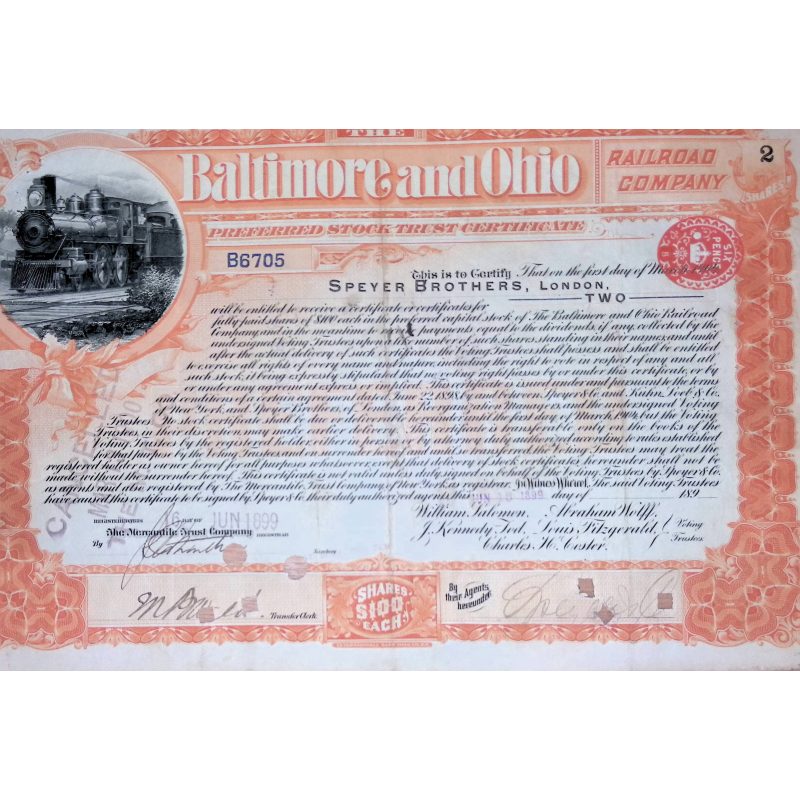 THE
Baltimore and Ohio
RAILROAD
COMPANY
2
SHARES
PREFERRED STOCK TRUST CERTIFICATE
SIX
PENCE
B6705
This is to Certify That on the first day of March
SPEYER BROTHERS, LONDON,
TWO
will be entitled to receive a certificate or certificates for
fully paid shares of $100 each in the preferred capital stock of The Baltimore and Ohio Railroad
Company, and in the meantime to payments equal to the dividends, if any, collected by the
undersigned Voting Trustees upon a like number of such shares standing in their names, and until
after the actual delivery of such certificates the Voting Trustees shall possess and shall be entitled
to exercise all rights of every name and nature, including the right to vote in respect of any and all
such stock, it being expressly stipulated that no voting right passes by or under this certificate, or by
or under any agreement express or implied. This certificate is issued under and pursuant to the terms
and conditions of a certain agreement dated June 22 1898, by and between Speyer & Co. and Kuhn, Loeb & Co.
of New York, and Speyer Brothers, of London, as Reorganization Managers, and the undersigned Voting
Trustees. No stock certificate shall be due or deliverable hereunder until the first day of March, 1904, but the Voting
Trustees, in their discretion may make earlier delivery. This certificate is transferable only on the books of the
Voting Trustees by the registered holder either in person or by attorney duly authorized according to rules established
for that purpose by the Voting Trustees and on surrender hereof; and until so transferred the Voting Trustees may treat the
registered holder as owner hereof for all purposes whatsoever, except that delivery of stock certificates hereunder shall not be
made without the surrender hereof. This certificate is not valid unless duly signed on behalf of the Voting Trustees by Speyer & Co.
as agents and also registered by The Mercantile Trust Company of New York as registrar. In Witness Whereof, The said Voting Trustees
have caused this certificate to be signed by Speyer & Co. their duly authorized agents this JUN 1899 day of 189
William Salomon, Abraham Wolff,
REGISTERED THIS 16 DAY OF JUN 1899
J. Kennedy Tod, Louis Fitzgerald,
Voting
Trustees
The Mercantile Trust Company, REGISTRAR
Charles H. Coster
By
Secretary
Transfer Clerk
SHARES
$100
EACH
By
their Agents
hereunder